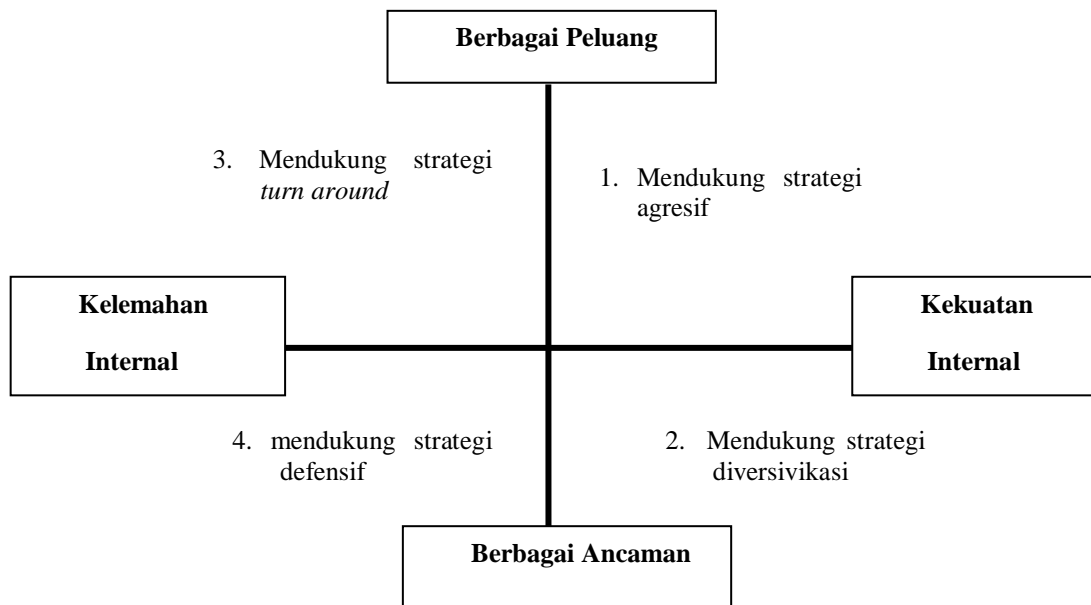 Berbagai Peluang
3. Mendukung strategi
turn around
1. Mendukung strategi
agresif
Kelemahan
Internal
Kekuatan
Internal
4. mendukung strategi
defensif
2. Mendukung strategi
diversivikasi
Berbagai Ancaman